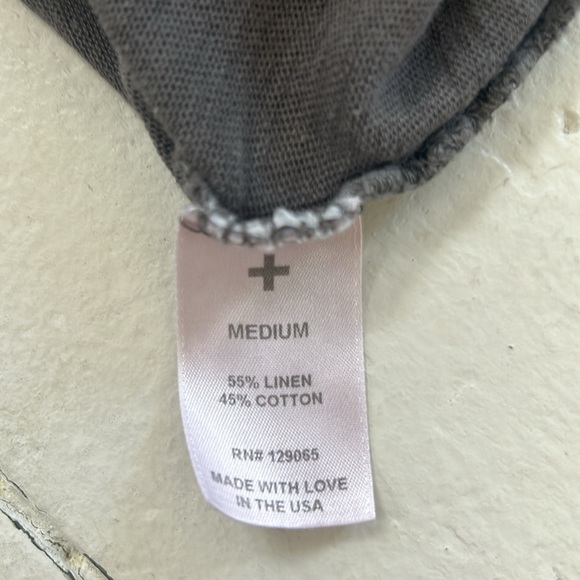 +
MEDIUM
55% LINEN
45% COTTON
RN# 129065
MADE WITH LOVE
IN THE USA